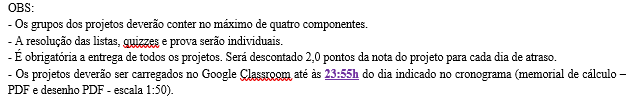 OBS:
- Os grupos dos projetos deverão conter no máximo de quatro componentes.
- A resolução das listas, quizzes e prova serão individuais.
- É obrigatória a entrega de todos os projetos. Será descontado 2,0 pontos da nota do projeto para cada dia de atraso.
- Os projetos deverão ser carregados no Google Classroom até às 23:55h do dia indicado no cronograma (memorial de cálculo –
PDF e desenho PDF - escala 1:50).